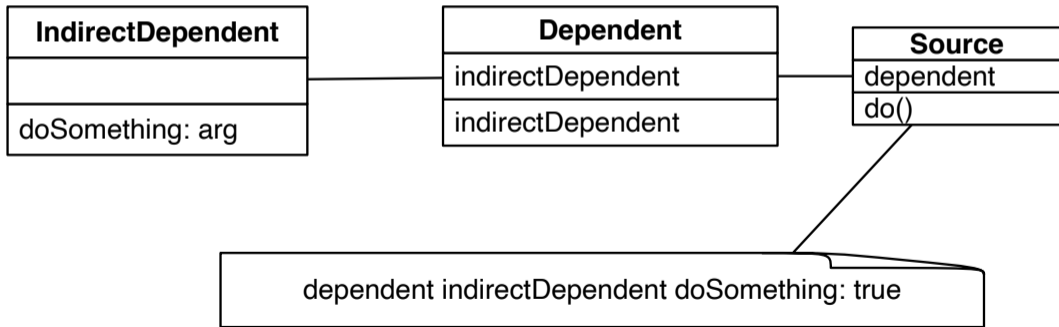 IndirectDependent
doSomething: arg
Dependent
indirectDependent
indirectDependent
Source
dependent
do()
dependent indirectDependent doSomething: true